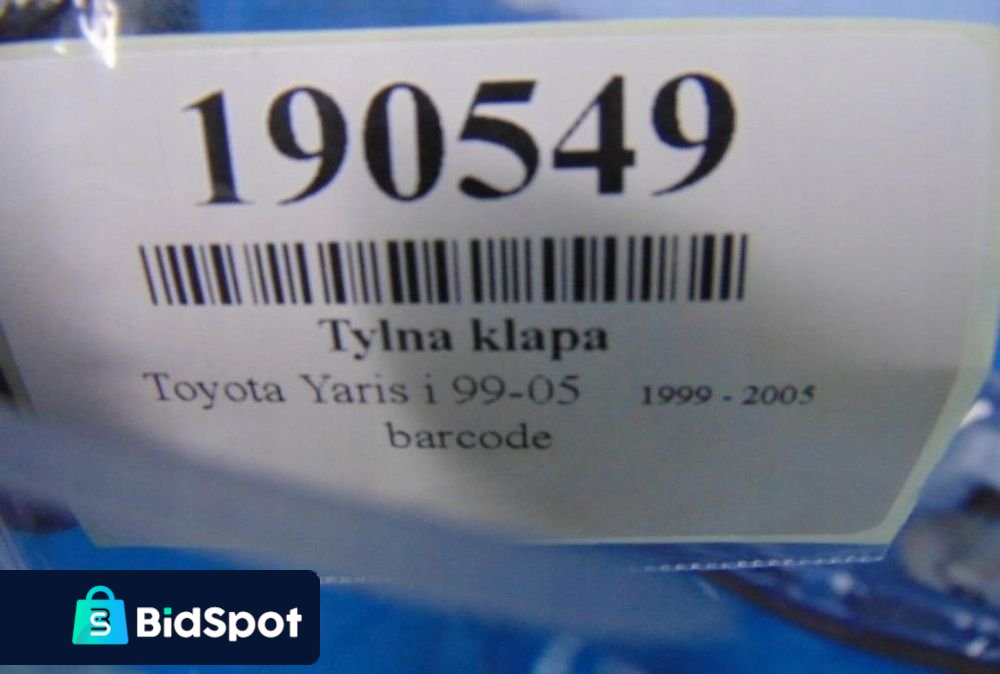 190549
Tylna klapa
Toyota Yaris i 99-05 1999 - 2005
barcode
BidSpot